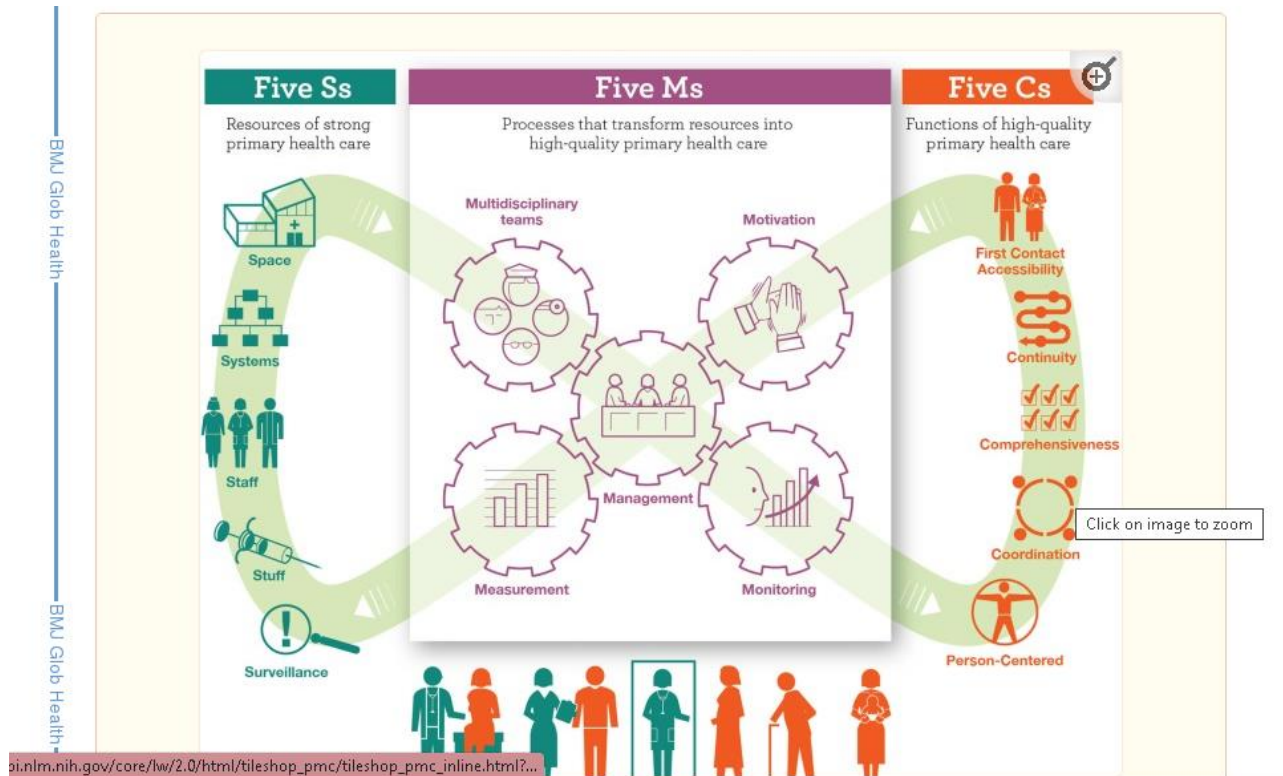 BMJ Glob Health
BMJ Glob Health
Five Ss
Resources of strong
primary health care
Space
Systems
Staff
Stuff
Surveillance
Five Ms
Processes that transform resources into
high-quality primary health care
Multidisciplinary
teams
Motivation
Management
Measurement
Monitoring
Five Cs
Functions of high-quality
primary health care
First Contact
Accessibility
Continuity
Comprehensiveness
Coordination
Person-Centered
Click on image to zoom
oi.nlm.nih.gov/core/lw/2.0/html/tileshop_pmc/tileshop_pmc_inline.html?...